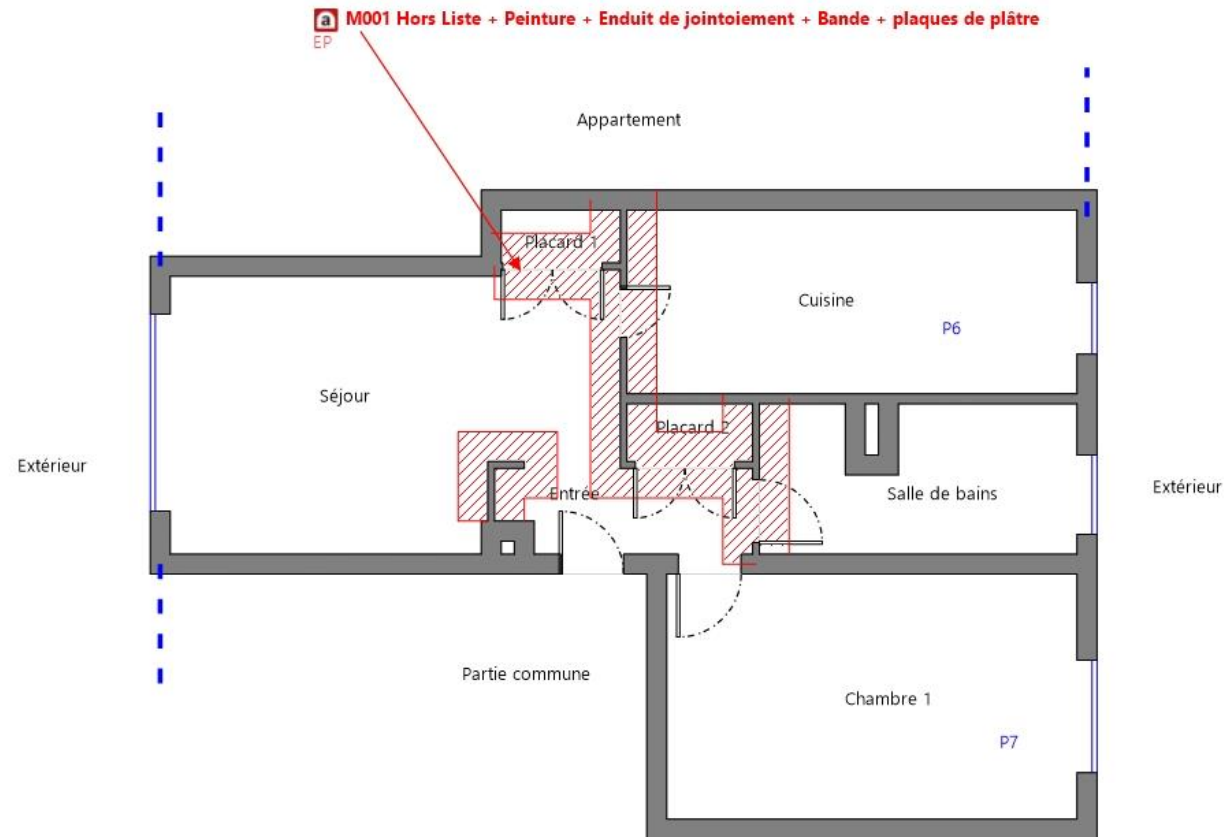 a M001 Hors Liste + Peinture + Enduit de jointoiement + Bande + plaques de plâtre
EP
Appartement
Placard 1
Cuisine
P6
Séjour
Placard 2
Extérieur
Entrée
Salle de bains
Extérieur
Partie commune
Chambre 1
P7